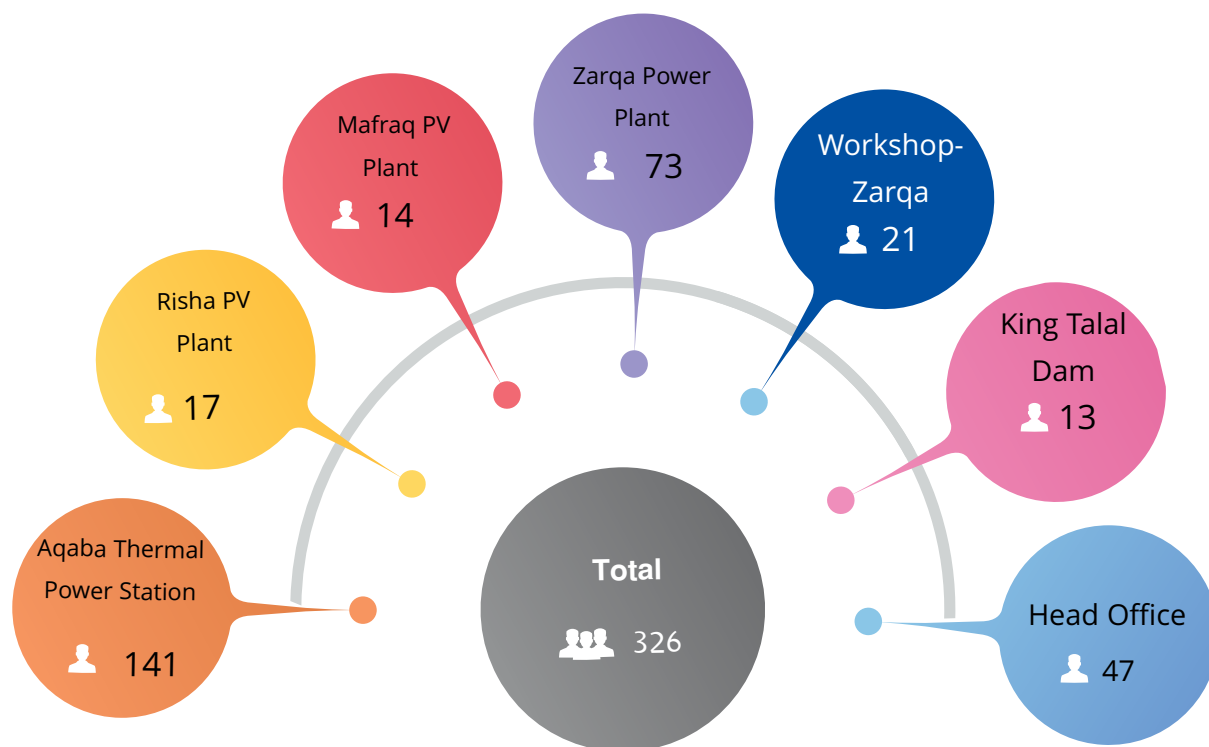 Zarqa Power
Plant
73
Mafraq PV
Plant
14
Workshop-
Zarqa
21
Risha PV
Plant
17
King Talal
Dam
13
Aqaba Thermal
Power Station
141
Total
326
Head Office
47